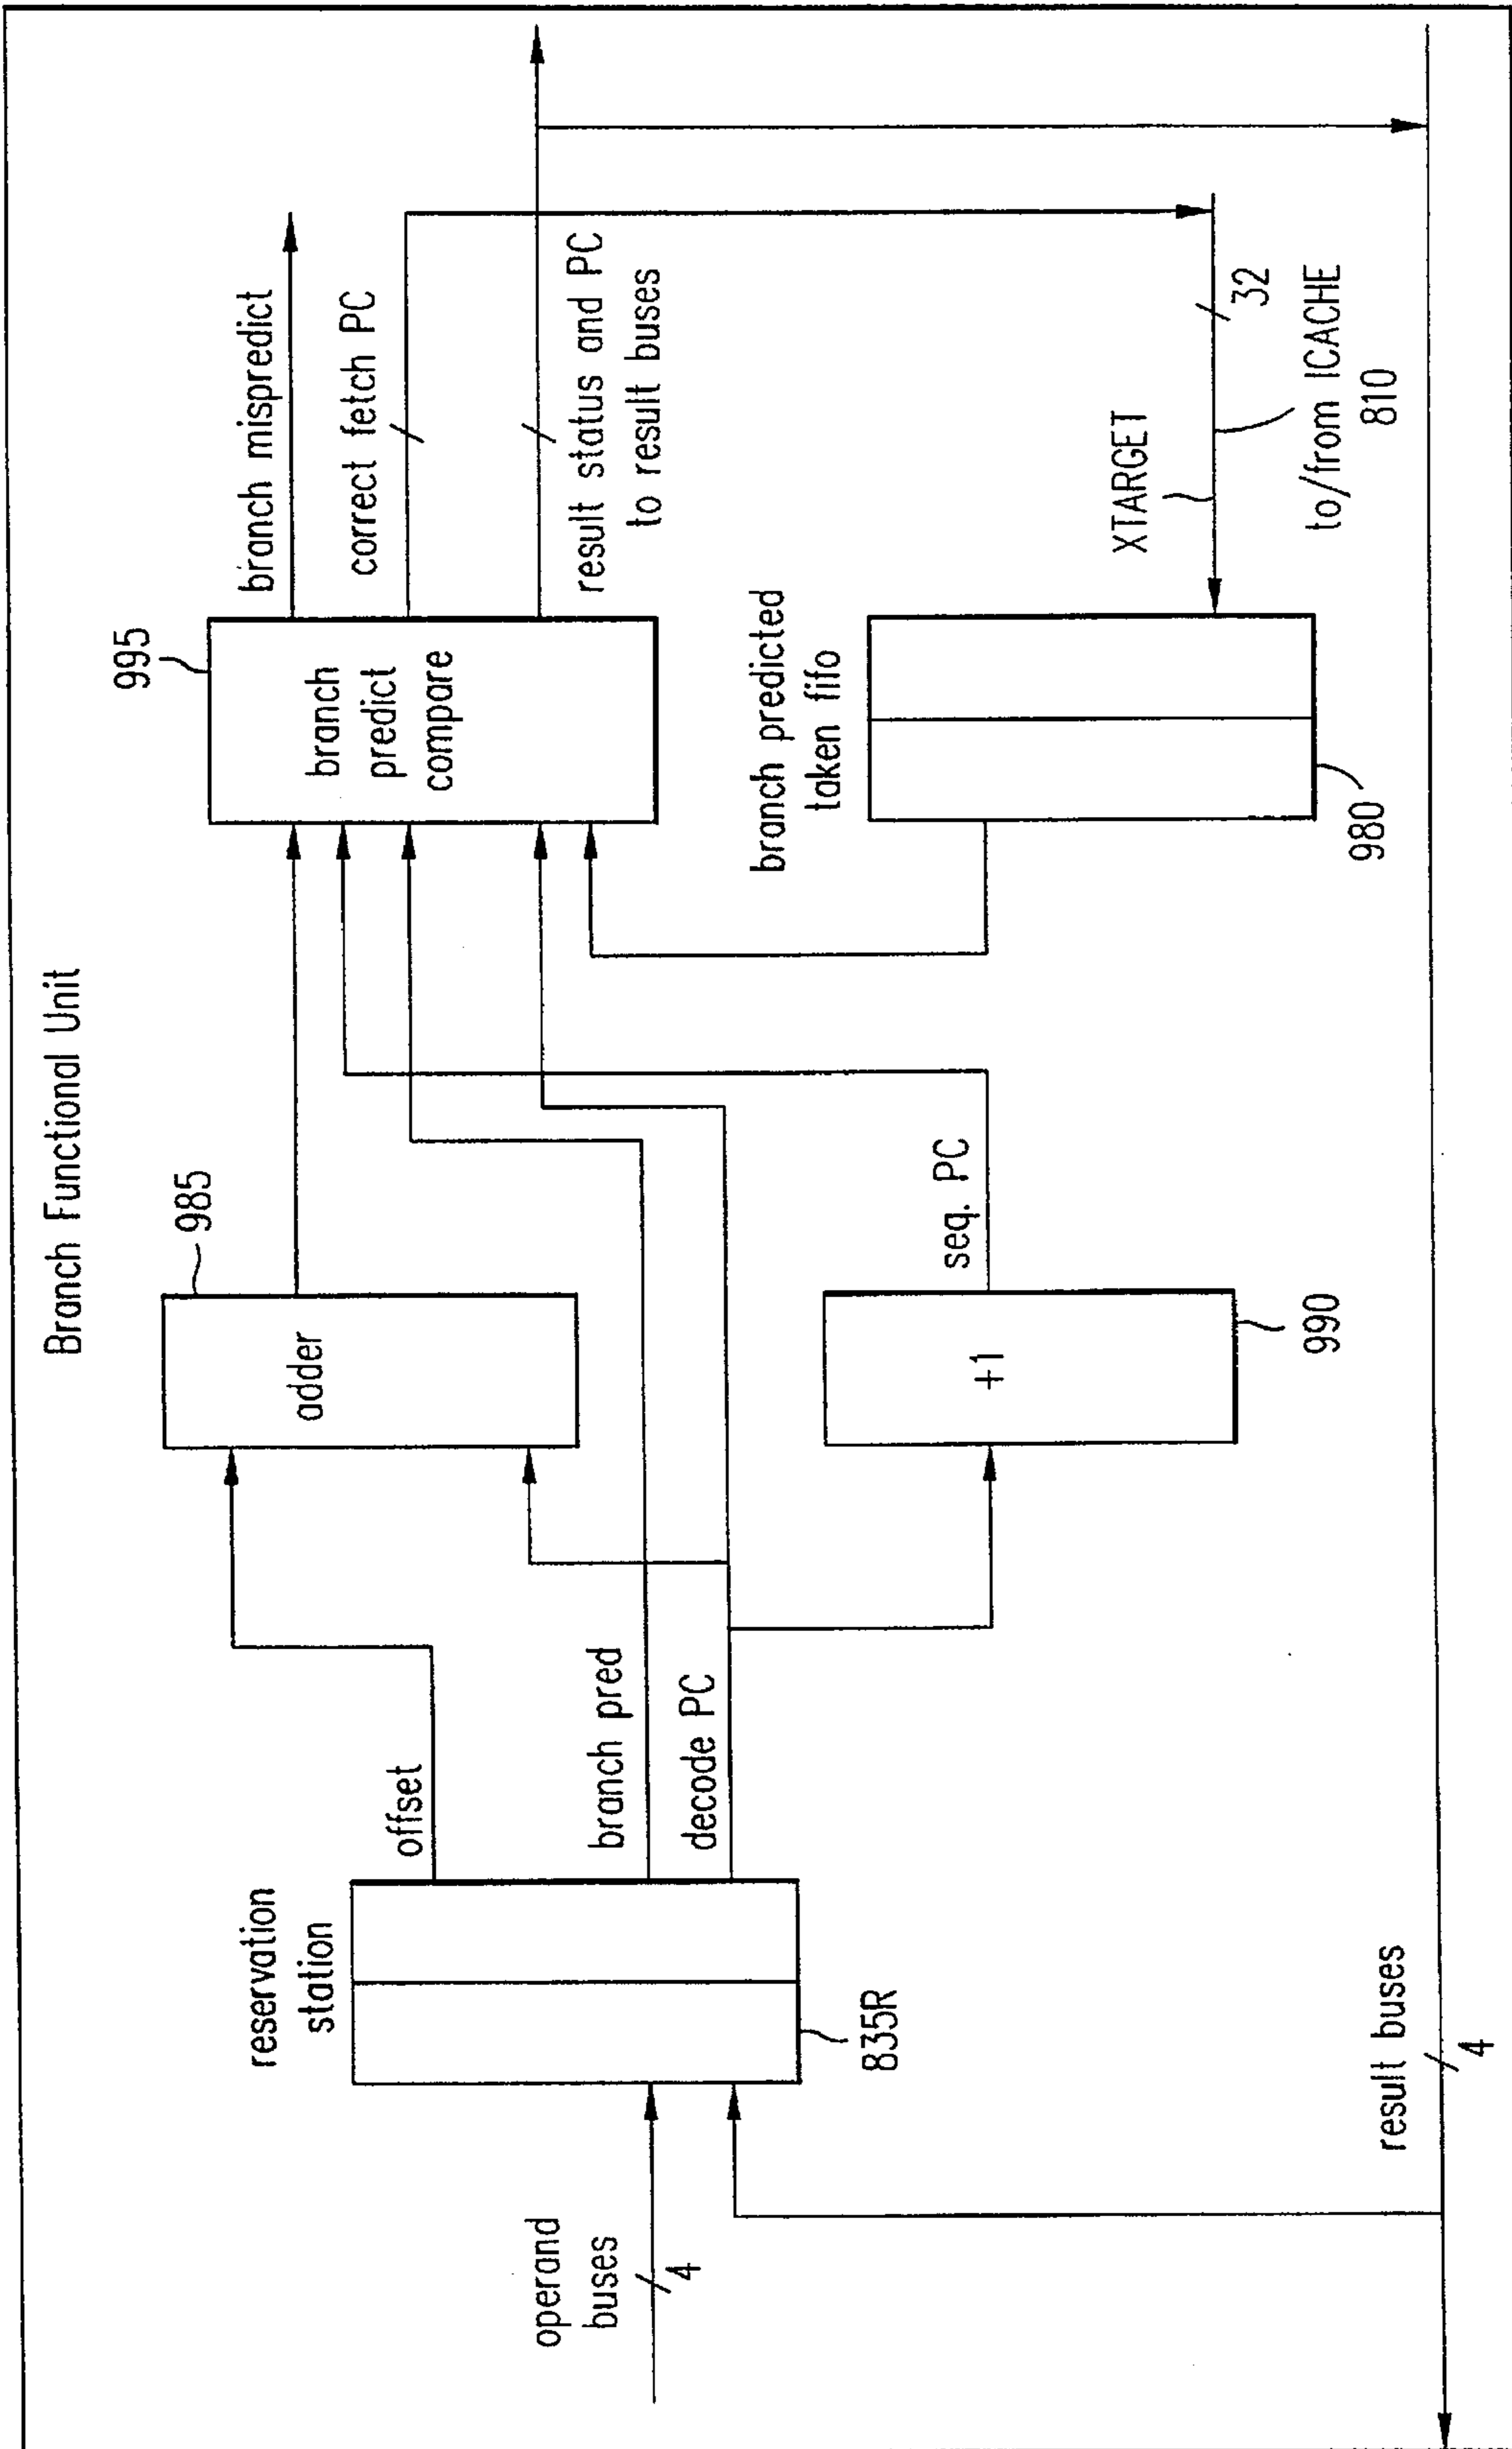 Branch Functional Unit
reservation
station
835R
operand
buses
4
offset
branch pred
decode PC
adder
985
+1
990
seq. PC
branch
predict
compare
995
branch predicted
taken fifo
980
branch mispredict
correct fetch PC
result status and PC
to result buses
XTARGET
32
to/from ICACHE
810
result buses
4